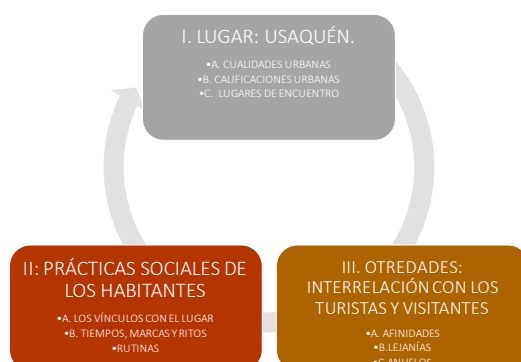 I. LUGAR: USAQUÉN.
•A. CUALIDADES URBANAS
•B. CALIFICACIONES URBANAS
•C. LUGARES DE ENCUENTRO
II: PRÁCTICAS SOCIALES DE
LOS HABITANTES
•A. LOS VÍNCULOS CON EL LUGAR
•B. TIEMPOS, MARCAS Y RITOS
•RUTINAS
III. OTREDADES:
INTERRELACIÓN CON LOS
TURISTAS Y VISITANTES
•A. AFINIDADES
•B.LEJANÍAS